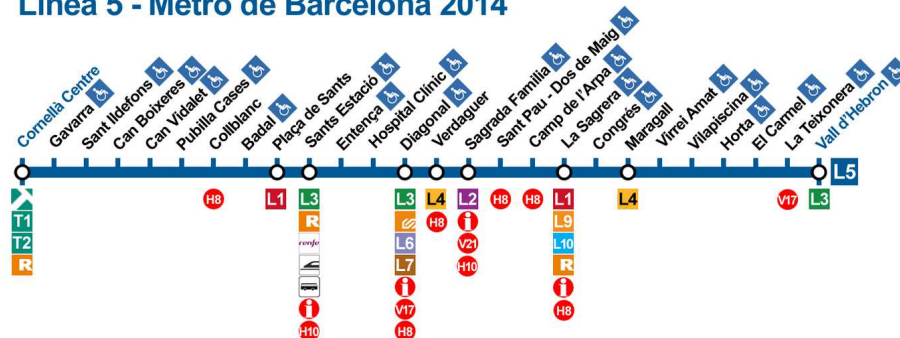 Línea 5 - Metro de Barcelona 2014
Cornellà Centre
Gavarra
Sant Ildefons
Can Boixeres
Can Vidalet
Pubilla Cases
Collblanc
Badal
Plaça de Sants
Sants Estació
Entença
Hospital Clínic
Diagonal
Verdaguer
Sagrada Família
Sant Pau - Dos de Maig
Camp de l'Arpa
La Sagrera
Congrés
Maragall
Virrei Amat
Vilapiscina
Horta
El Carmel
La Teixonera
Vall d'Hebron
L5
T1
T2
R
H8
L1
L3
R
renfe
i
H10
L3
L6
L7
i
V17
H8
L4
H8
L2
i
V21
H10
H8
H8
L1
L9
L10
R
i
H8
L4
V17
L3